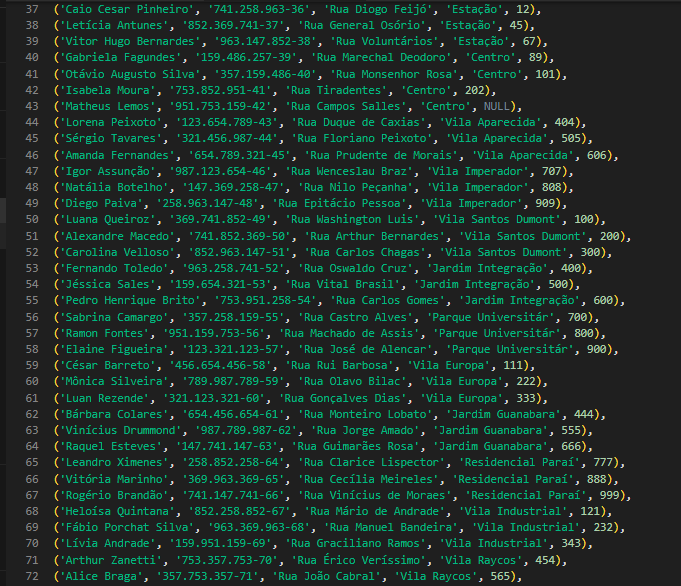 37 ('Caio Cesar Pinheiro', '741.258.963-36', 'Rua Diogo Feijó', 'Estação', 12),
38 ('Letícia Antunes', '852.369.741-37', 'Rua General Osório', 'Estação', 45),
39 ('Vitor Hugo Bernardes', '963.147.852-38', 'Rua Voluntários', 'Estação', 67),
40 ('Gabriela Fagundes', '159.486.257-39', 'Rua Marechal Deodoro', 'Centro', 89),
41 ('Otávio Augusto Silva', '357.159.486-40', 'Rua Monsenhor Rosa', 'Centro', 101),
42 ('Isabela Moura', '753.852.951-41', 'Rua Tiradentes', 'Centro', 202),
43 ('Matheus Lemos', '951.753.159-42', 'Rua Campos Salles', 'Centro', NULL),
44 ('Lorena Peixoto', '123.654.789-43', 'Rua Duque de Caxias', 'Vila Aparecida', 404),
45 ('Sérgio Tavares', '321.456.987-44', 'Rua Floriano Peixoto', 'Vila Aparecida', 505),
46 ('Amanda Fernandes', '654.789.321-45', 'Rua Prudente de Morais', 'Vila Aparecida', 606),
47 ('Igor Assunção', '987.123.654-46', 'Rua Wenceslau Braz', 'Vila Imperador', 707),
48 ('Natália Botelho', '147.369.258-47', 'Rua Nilo Peçanha', 'Vila Imperador', 808),
49 ('Diego Paiva', '258.963.147-48', 'Rua Epitácio Pessoa', 'Vila Imperador', 909),
50 ('Luana Queiroz', '369.741.852-49', 'Rua Washington Luis', 'Vila Santos Dumont', 100),
51 ('Alexandre Macedo', '741.852.369-50', 'Rua Arthur Bernardes', 'Vila Santos Dumont', 200),
52 ('Carolina Velloso', '852.963.147-51', 'Rua Carlos Chagas', 'Vila Santos Dumont', 300),
53 ('Fernando Toledo', '963.258.741-52', 'Rua Oswaldo Cruz', 'Jardim Integração', 400),
54 ('Jéssica Sales', '159.654.321-53', 'Rua Vital Brasil', 'Jardim Integração', 500),
55 ('Pedro Henrique Brito', '753.951.258-54', 'Rua Carlos Gomes', 'Jardim Integração', 600),
56 ('Sabrina Camargo', '357.258.159-55', 'Rua Castro Alves', 'Parque Universitár', 700),
57 ('Ramon Fontes', '951.159.753-56', 'Rua Machado de Assis', 'Parque Universitár', 800),
58 ('Elaine Figueira', '123.321.123-57', 'Rua José de Alencar', 'Parque Universitár', 900),
59 ('César Barreto', '456.654.456-58', 'Rua Rui Barbosa', 'Vila Europa', 111),
60 ('Mônica Silveira', '789.987.789-59', 'Rua Olavo Bilac', 'Vila Europa', 222),
61 ('Luan Rezende', '321.123.321-60', 'Rua Gonçalves Dias', 'Vila Europa', 333),
62 ('Bárbara Colares', '654.456.654-61', 'Rua Monteiro Lobato', 'Jardim Guanabara', 444),
63 ('Vinícius Drummond', '987.789.987-62', 'Rua Jorge Amado', 'Jardim Guanabara', 555),
64 ('Raquel Esteves', '147.741.147-63', 'Rua Guimarães Rosa', 'Jardim Guanabara', 666),
65 ('Leandro Ximenes', '258.852.258-64', 'Rua Clarice Lispector', 'Residencial Paraí', 777),
66 ('Vitória Marinho', '369.963.369-65', 'Rua Cecília Meireles', 'Residencial Paraí', 888),
67 ('Rogério Brandão', '741.147.741-66', 'Rua Vinícius de Moraes', 'Residencial Paraí', 999),
68 ('Heloísa Quintana', '852.258.852-67', 'Rua Mário de Andrade', 'Vila Industrial', 121),
69 ('Fábio Porchat Silva', '963.369.963-68', 'Rua Manuel Bandeira', 'Vila Industrial', 232),
70 ('Lívia Andrade', '159.951.159-69', 'Rua Graciliano Ramos', 'Vila Industrial', 343),
71 ('Arthur Zanetti', '753.357.753-70', 'Rua Érico Veríssimo', 'Vila Raycos', 454),
72 ('Alice Braga', '357.753.357-71', 'Rua João Cabral', 'Vila Raycos', 565),